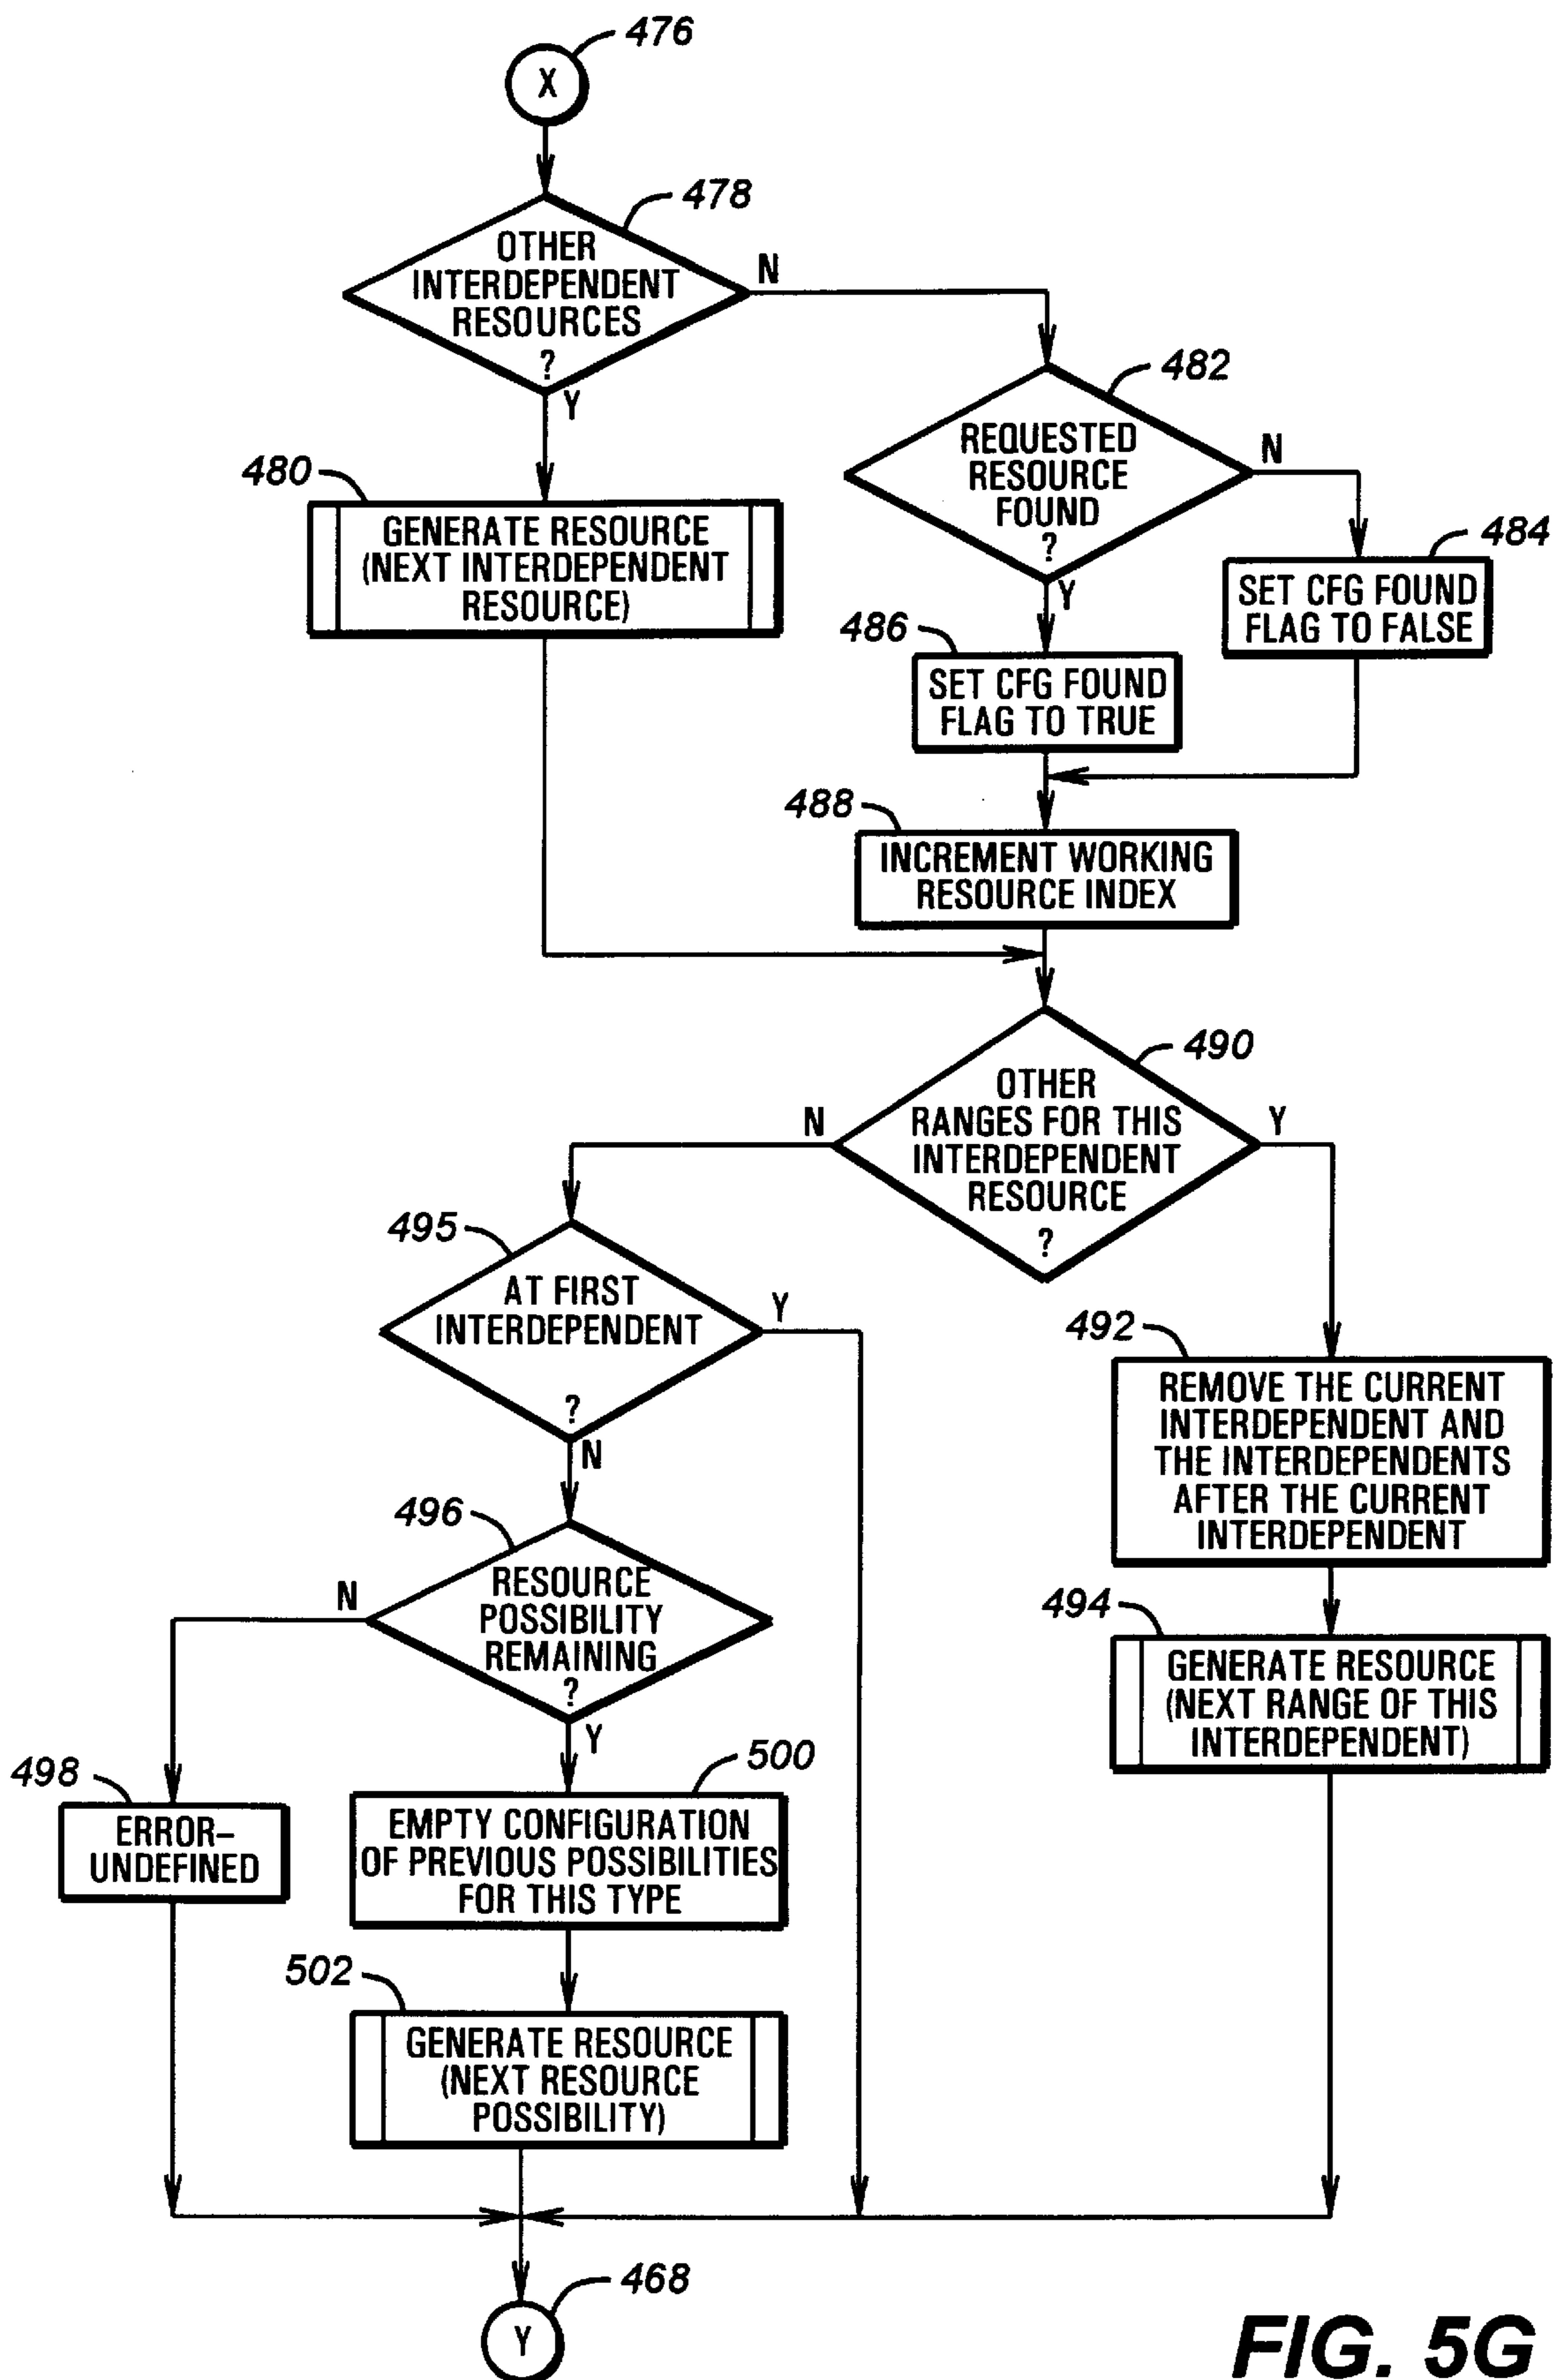 476
X
478
OTHER
INTERDEPENDENT
RESOURCES
?
N
Y
482
REQUESTED
RESOURCE
FOUND
?
N
Y
480
GENERATE RESOURCE
(NEXT INTERDEPENDENT
RESOURCE)
484
SET CFG FOUND
FLAG TO FALSE
486
SET CFG FOUND
FLAG TO TRUE
488
INCREMENT WORKING
RESOURCE INDEX
490
OTHER
RANGES FOR THIS
INTERDEPENDENT
RESOURCE
?
N
Y
495
AT FIRST
INTERDEPENDENT
?
Y
N
492
REMOVE THE CURRENT
INTERDEPENDENT AND
THE INTERDEPENDENTS
AFTER THE CURRENT
INTERDEPENDENT
496
RESOURCE
POSSIBILITY
REMAINING
?
N
Y
494
GENERATE RESOURCE
(NEXT RANGE OF THIS
INTERDEPENDENT)
498
ERROR–
UNDEFINED
500
EMPTY CONFIGURATION
OF PREVIOUS POSSIBILITIES
FOR THIS TYPE
502
GENERATE RESOURCE
(NEXT RESOURCE
POSSIBILITY)
468
Y
FIG. 5G